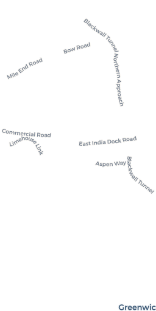 Blackwall Tunnel Northern Approach
Bow Road
Mile End Road
Commercial Road
Limehouse Link
East India Dock Road
Aspen Way
Blackwall Tunnel
Greenwic